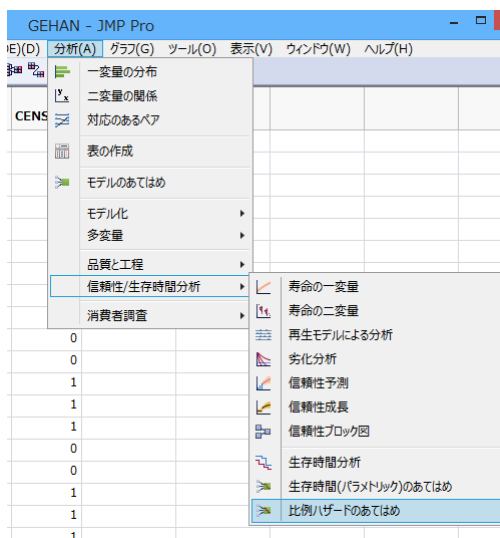 GEHAN - JMP Pro
OE)(D) 分析(A) グラフ(G) ツール(O) 表示(V) ウィンドウ(W) ヘルプ(H)
一変量の分布
二変量の関係
CENS
対応のあるペア
表の作成
モデルのあてはめ
モデル化
多変量
品質と工程
信頼性/生存時間分析
消費者調査
寿命の一変量
寿命の二変量
再生モデルによる分析
劣化分析
信頼性予測
信頼性成長
信頼性ブロック図
生存時間分析
生存時間(パラメトリック)のあてはめ
比例ハザードのあてはめ
0
0
1
1
1
0
0
1
1
1